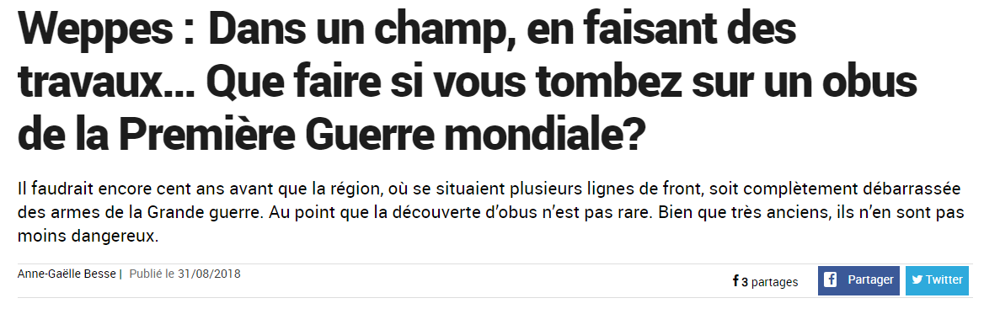 Weppes : Dans un champ, en faisant des
travaux... Que faire si vous tombez sur un obus
de la Première Guerre mondiale?
Il faudrait encore cent ans avant que la région, où se situaient plusieurs lignes de front, soit complètement débarrassée
des armes de la Grande guerre. Au point que la découverte d’obus n’est pas rare. Bien que très anciens, ils n’en sont pas
moins dangereux.
Anne-Gaëlle Besse | Publié le 31/08/2018
3 partages
Partager
Twitter